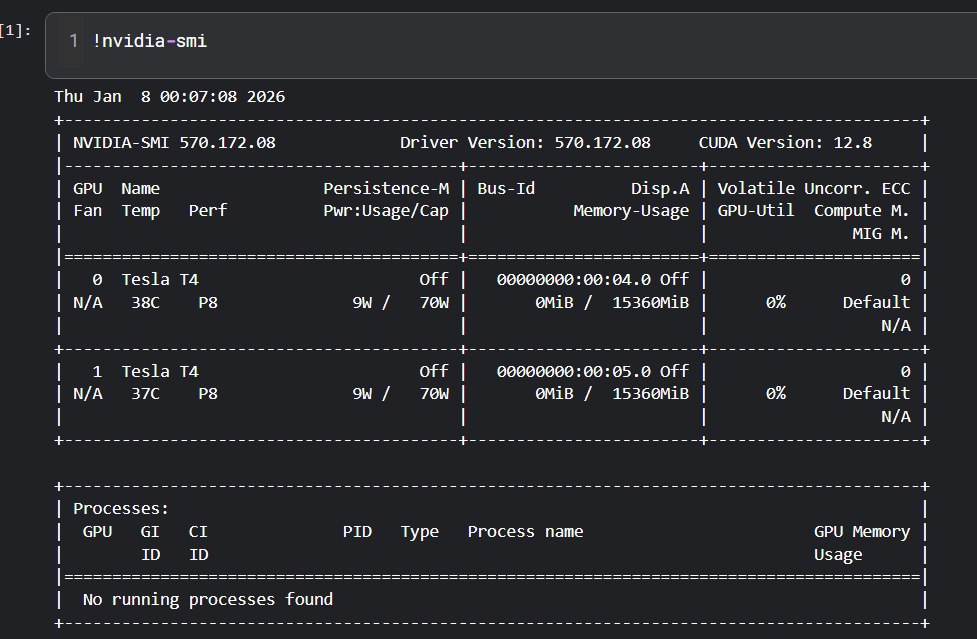 [1]:
1 !nvidia-smi
Thu Jan  8 00:07:08 2026
+-----------------------------------------------------------------------------------------+
| NVIDIA-SMI 570.172.08             Driver Version: 570.172.08     CUDA Version: 12.8     |
|-----------------------------------------+------------------------+----------------------+
| GPU  Name                 Persistence-M | Bus-Id          Disp.A | Volatile Uncorr. ECC |
| Fan  Temp   Perf          Pwr:Usage/Cap |           Memory-Usage | GPU-Util  Compute M. |
|                                         |                        |               MIG M. |
|=========================================+========================+======================|
|   0  Tesla T4                       Off |   00000000:00:04.0 Off |                    0 |
| N/A   38C    P8              9W /   70W |       0MiB /  15360MiB |      0%      Default |
|                                         |                        |                  N/A |
+-----------------------------------------+------------------------+----------------------+
|   1  Tesla T4                       Off |   00000000:00:05.0 Off |                    0 |
| N/A   37C    P8              9W /   70W |       0MiB /  15360MiB |      0%      Default |
|                                         |                        |                  N/A |
+-----------------------------------------+------------------------+----------------------+

+-----------------------------------------------------------------------------------------+
| Processes:                                                                              |
|  GPU   GI   CI              PID   Type   Process name                        GPU Memory |
|        ID   ID                                                               Usage      |
|=========================================================================================|
|  No running processes found                                                             |
+-----------------------------------------------------------------------------------------+